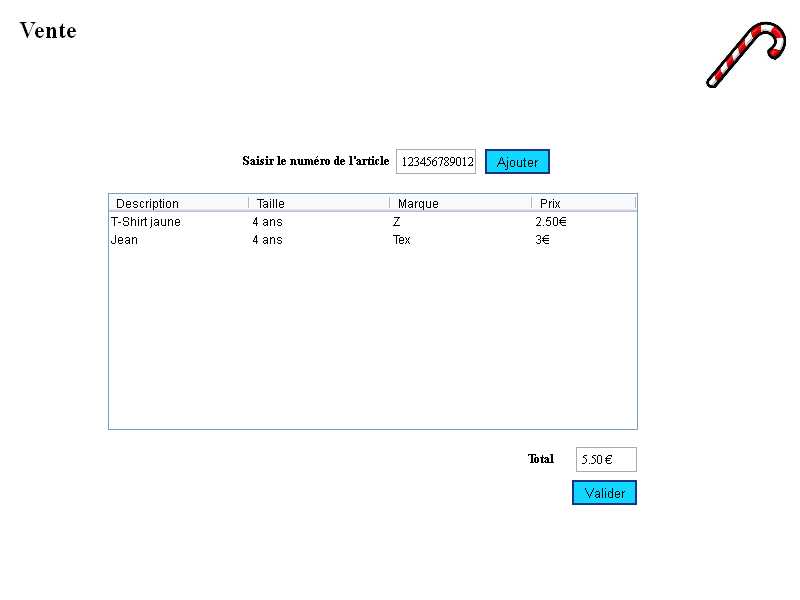 Vente
Saisir le numéro de l'article 123456789012 Ajouter
Description Taille Marque Prix
T-Shirt jaune 4 ans Z 2.50€
Jean 4 ans Tex 3€
Total 5.50 €
Valider